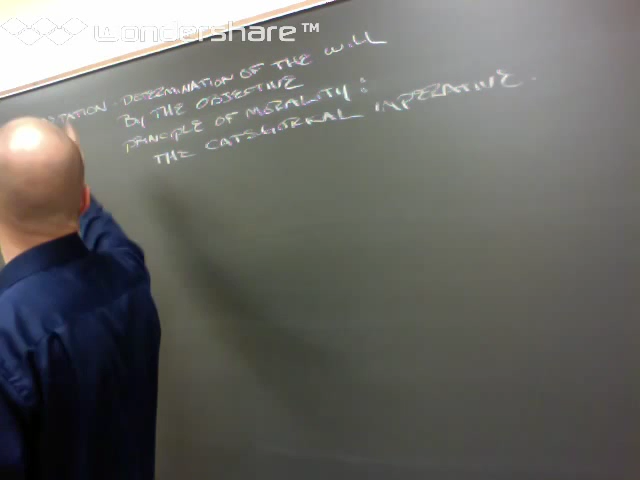 wondershare™
DETERMINATION OF THE WILL
BY THE OBJECTIVE
PRINCIPLE OF MORALITY:
THE CATEGORICAL IMPERATIVE.